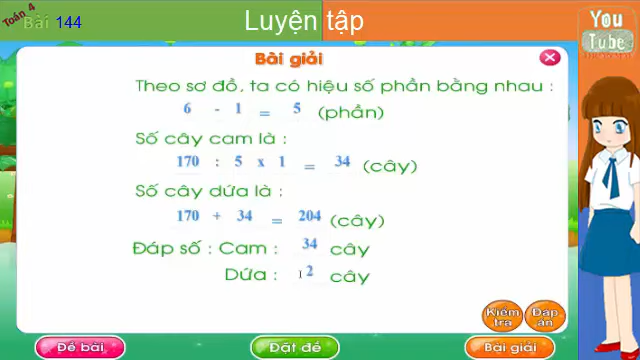 Toán 4
Bài 144
Luyện tập
You
Tube
Bài giải
Theo sơ đồ, ta có hiệu số phần bằng nhau :
6 - 1 = 5 (phần)
Số cây cam là :
170 : 5 x 1 = 34 (cây)
Số cây dứa là :
170 + 34 = 204 (cây)
Đáp số : Cam : 34 cây
Dứa : 2 cây
Kiểm tra
Đáp án
Đề bài
Đặt đề
Bài giải